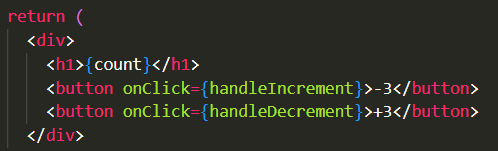 return (
<div>
<h1>{count}</h1>
<button onClick={handleIncrement}>-3</button>
<button onClick={handleDecrement}>+3</button>
</div>